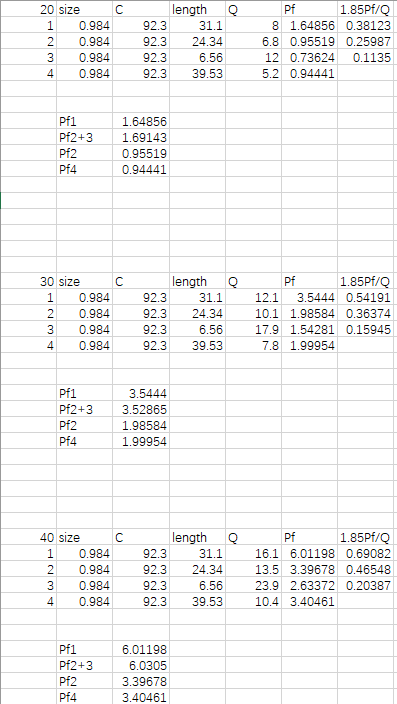 20 size C length Q Pf 1.85Pf/Q
1 0.984 92.3 31.1 8 1.64856 0.38123
2 0.984 92.3 24.34 6.8 0.95519 0.25987
3 0.984 92.3 6.56 12 0.73624 0.1135
4 0.984 92.3 39.53 5.2 0.94441
Pf1 1.64856
Pf2+3 1.69143
Pf2 0.95519
Pf4 0.94441
30 size C length Q Pf 1.85Pf/Q
1 0.984 92.3 31.1 12.1 3.5444 0.54191
2 0.984 92.3 24.34 10.1 1.98584 0.36374
3 0.984 92.3 6.56 17.9 1.54281 0.15945
4 0.984 92.3 39.53 7.8 1.99954
Pf1 3.5444
Pf2+3 3.52865
Pf2 1.98584
Pf4 1.99954
40 size C length Q Pf 1.85Pf/Q
1 0.984 92.3 31.1 16.1 6.01198 0.69082
2 0.984 92.3 24.34 13.5 3.39678 0.46548
3 0.984 92.3 6.56 23.9 2.63372 0.20387
4 0.984 92.3 39.53 10.4 3.40461
Pf1 6.01198
Pf2+3 6.0305
Pf2 3.39678
Pf4 3.40461